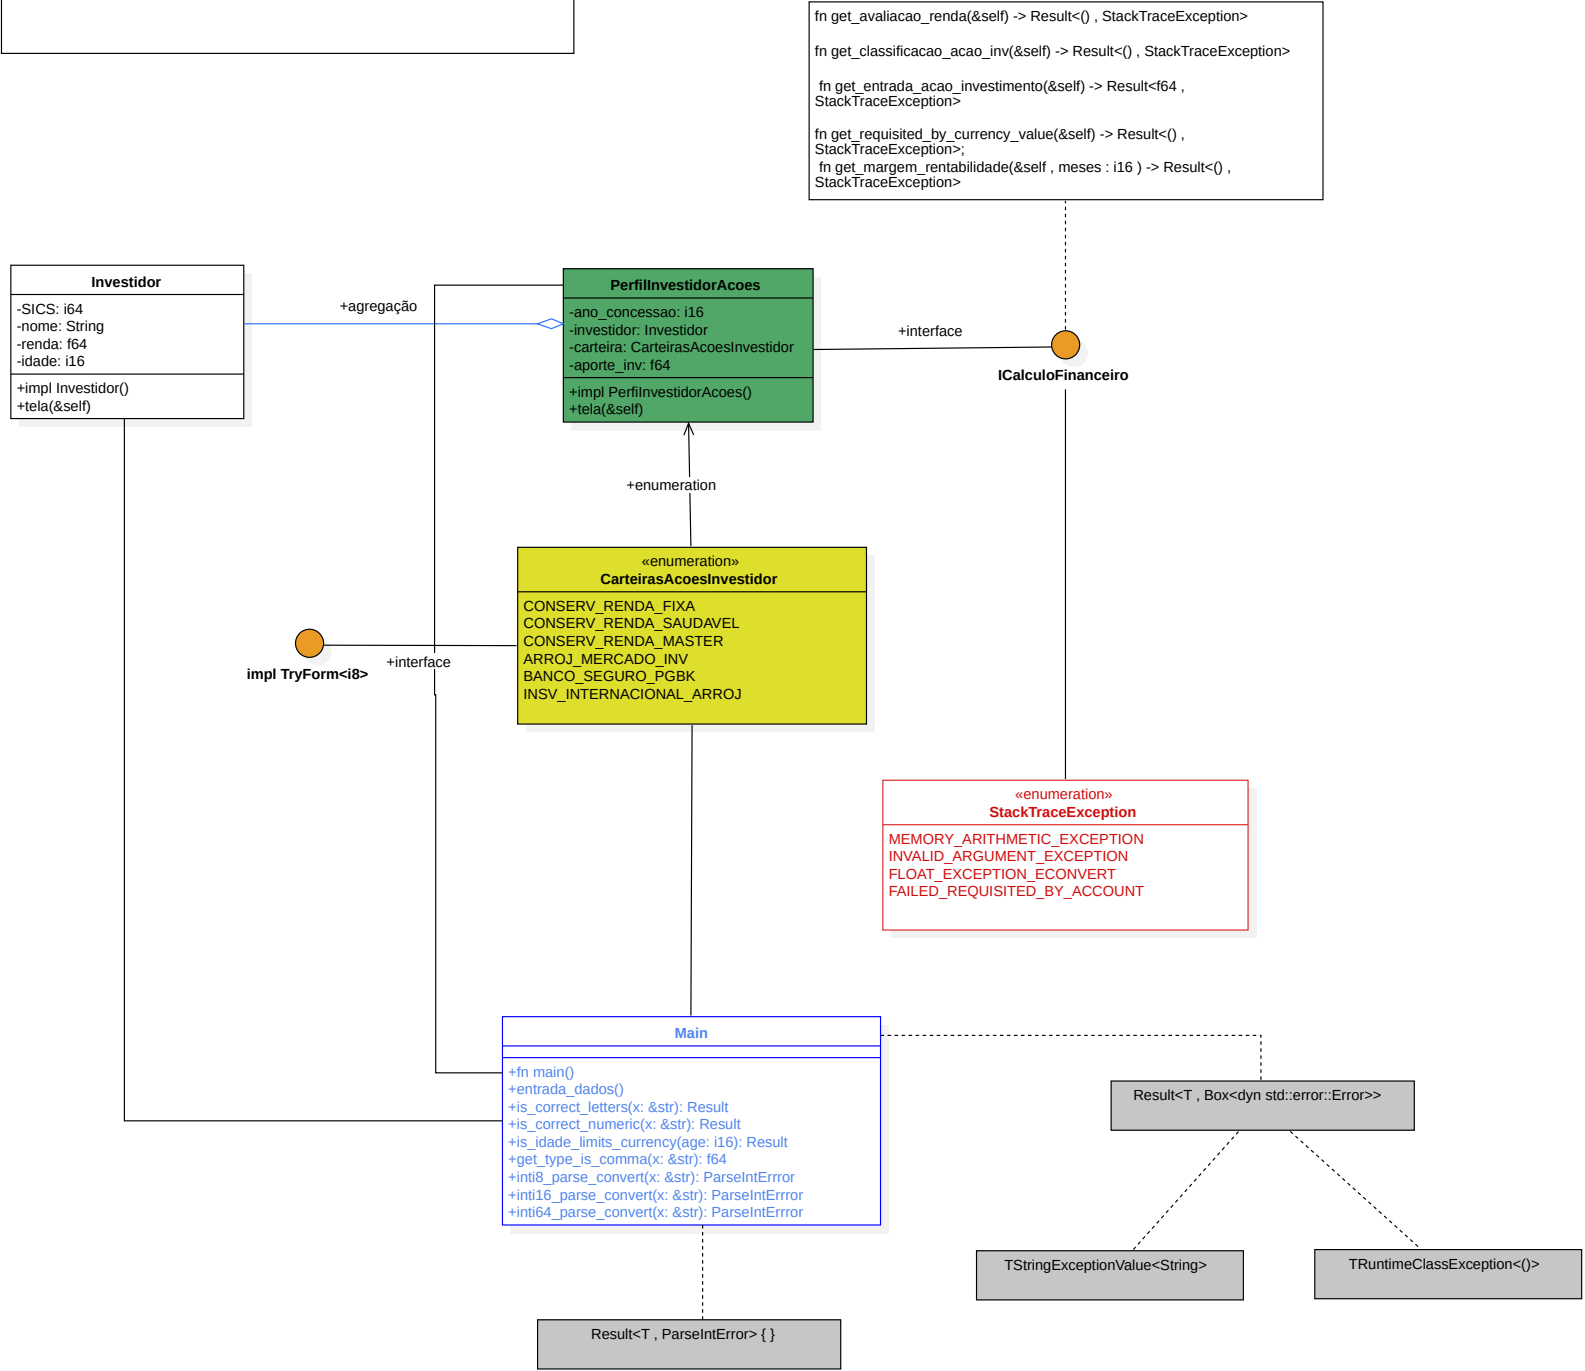 fn get_avaliacao_renda(&self) -> Result<() , StackTraceException>
fn get_classificacao_acao_inv(&self) -> Result<() , StackTraceException>
fn get_entrada_acao_investimento(&self) -> Result<f64 ,
StackTraceException>
fn get_requisited_by_currency_value(&self) -> Result<() ,
StackTraceException>;
fn get_margem_rentabilidade(&self , meses : i16 ) -> Result<() ,
StackTraceException>
Investidor
-SICS: i64
-nome: String
-renda: f64
-idade: i16
+impl Investidor()
+tela(&self)
+agregação
PerfilInvestidorAcoes
-ano_concessao: i16
-investidor: Investidor
-carteira: CarteirasAcoesInvestidor
-aporte_inv: f64
+impl PerfilInvestidorAcoes()
+tela(&self)
+interface
ICalculoFinanceiro
+enumeration
«enumeration»
CarteirasAcoesInvestidor
CONSERV_RENDA_FIXA
CONSERV_RENDA_SAUDAVEL
CONSERV_RENDA_MASTER
ARROJ_MERCADO_INV
BANCO_SEGURO_PGBK
INSV_INTERNACIONAL_ARROJ
+interface
impl TryForm<i8>
«enumeration»
StackTraceException
MEMORY_ARITHMETIC_EXCEPTION
INVALID_ARGUMENT_EXCEPTION
FLOAT_EXCEPTION_ECONVERT
FAILED_REQUISITED_BY_ACCOUNT
Main
+fn main()
+entrada_dados()
+is_correct_letters(x: &str): Result
+is_correct_numeric(x: &str): Result
+is_idade_limits_currency(age: i16): Result
+get_type_is_comma(x: &str): f64
+inti8_parse_convert(x: &str): ParseIntErrror
+inti16_parse_convert(x: &str): ParseIntErrror
+inti64_parse_convert(x: &str): ParseIntErrror
Result<T , Box<dyn std::error::Error>>
TStringExceptionValue<String>
TRuntimeClassException<()>
Result<T , ParseIntError> { }